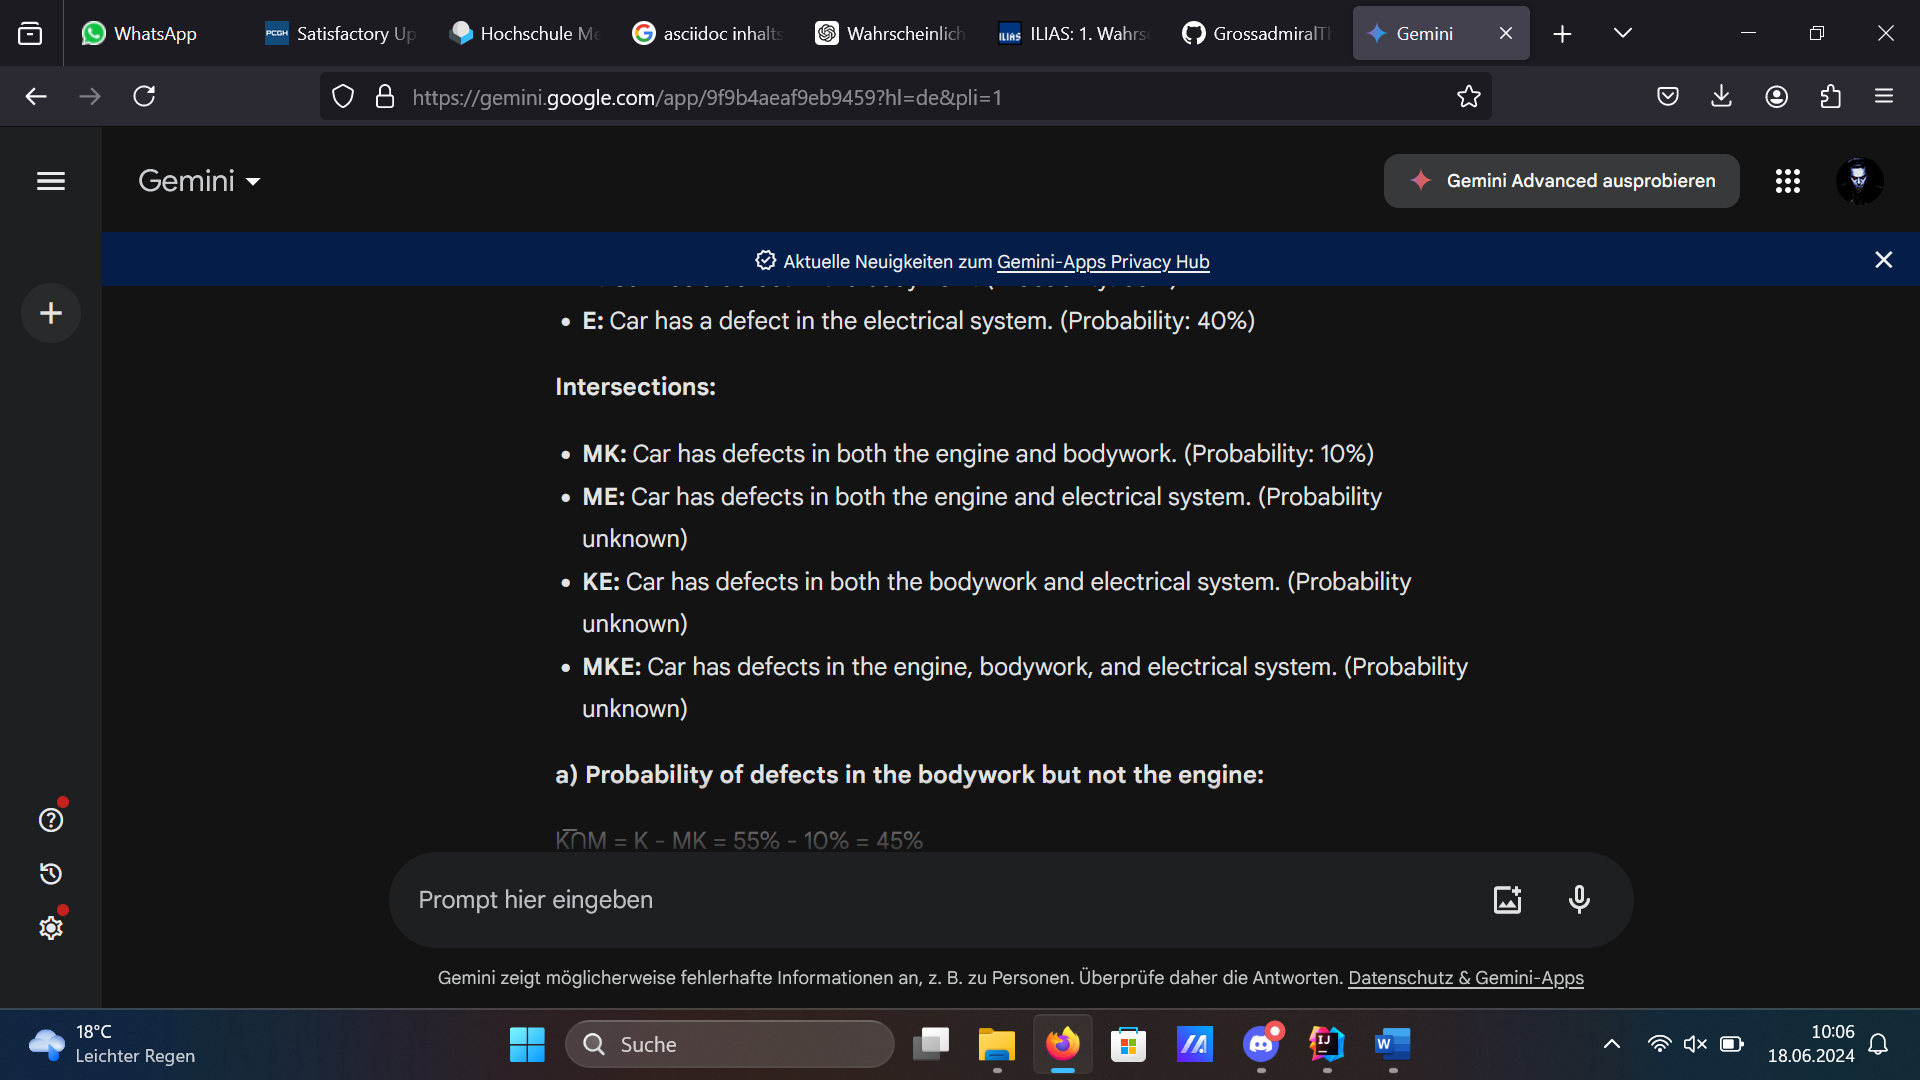 WhatsApp
Satisfactory Up
Hochschule Me
asciidoc inhalts
Wahrscheinlich
ILIAS: 1. Wahrs
GrossadmiralTh
Gemini
https://gemini.google.com/app/9f9b4aeaf9eb9459?hl=de&pli=1
Gemini
Gemini Advanced ausprobieren
Aktuelle Neuigkeiten zum Gemini-Apps Privacy Hub
• E: Car has a defect in the electrical system. (Probability: 40%)
Intersections:
• MK: Car has defects in both the engine and bodywork. (Probability: 10%)
• ME: Car has defects in both the engine and electrical system. (Probability
unknown)
• KE: Car has defects in both the bodywork and electrical system. (Probability
unknown)
• MKE: Car has defects in the engine, bodywork, and electrical system. (Probability
unknown)
a) Probability of defects in the bodywork but not the engine:
K̅∩M = K - MK = 55% - 10% = 45%
Prompt hier eingeben
Gemini zeigt möglicherweise fehlerhafte Informationen an, z. B. zu Personen. Überprüfe daher die Antworten. Datenschutz & Gemini-Apps
18°C
Leichter Regen
Suche
10:06
18.06.2024